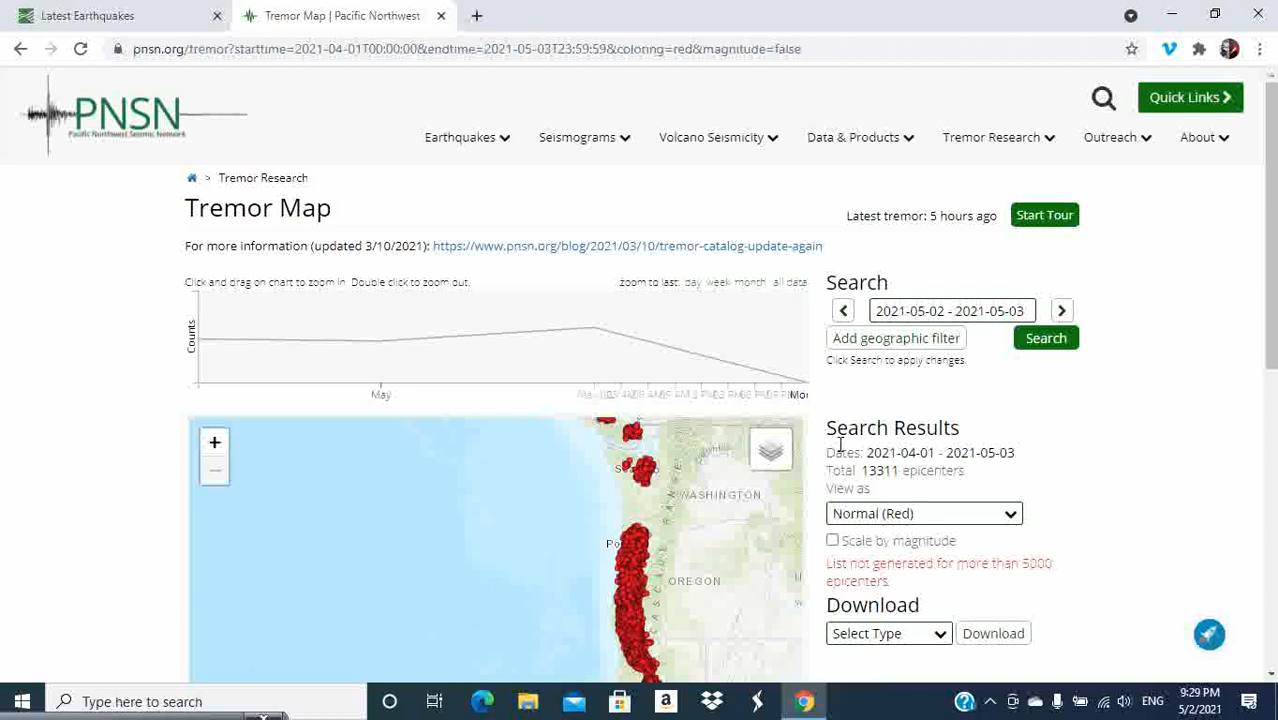 Latest Earthquakes
Tremor Map | Pacific Northwest
pnsn.org/tremor?starttime=2021-04-01T00:00:00&endtime=2021-05-03T23:59:59&coloring=red&magnitude=false
PNSN
Pacific Northwest Seismic Network
Quick Links
Earthquakes Seismograms Volcano Seismicity Data & Products Tremor Research Outreach About
> Tremor Research
Tremor Map
Latest tremor: 5 hours ago Start Tour
For more information (updated 3/10/2021): https://www.pnsn.org/blog/2021/03/10/tremor-catalog-update-again
Click and drag on chart to zoom in. Double click to zoom out.
zoom to last: day week month all data
Counts
May
Search
2021-05-02 - 2021-05-03
Add geographic filter Search
Click Search to apply changes.
+
−
WASHINGTON
OREGON
Search Results
Dates: 2021-04-01 - 2021-05-03
Total 13311 epicenters
View as
Normal (Red)
Scale by magnitude
List not generated for more than 5000
epicenters.
Download
Select Type Download
Type here to search
ENG
9:29 PM
5/2/2021